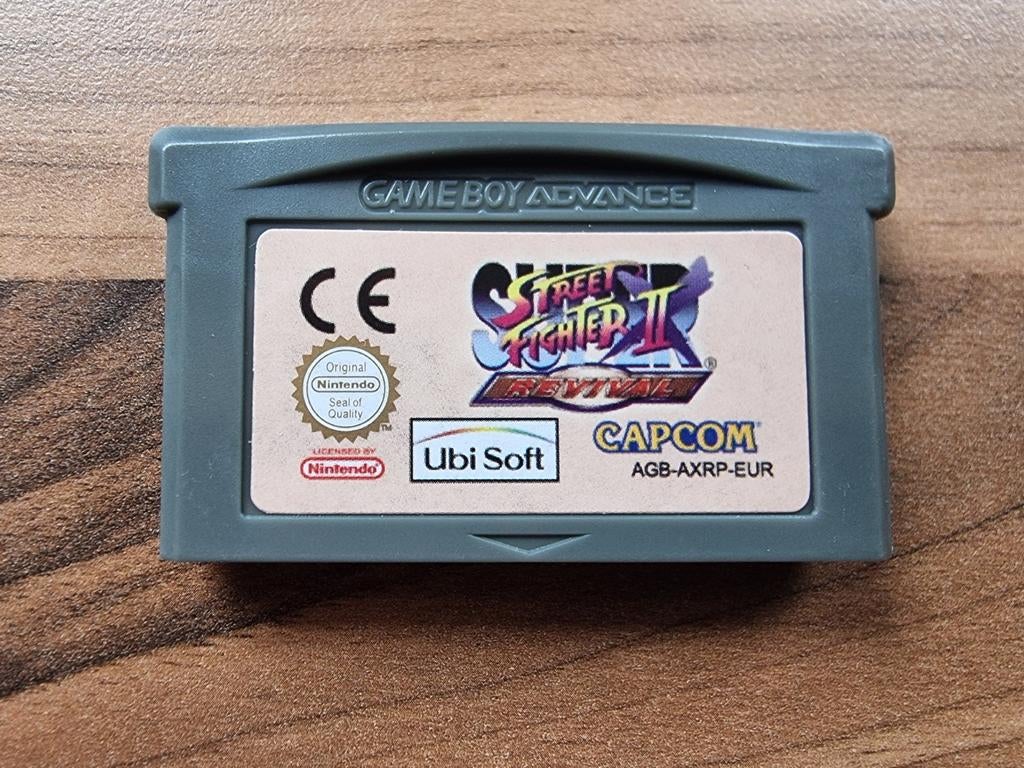 GAME BOY ADVANCE
CE
SUPER
STREET
FIGHTER II X
REVIVAL
®
Original
Nintendo
Seal of
Quality
TM
LICENSED BY
Nintendo
Ubi Soft
CAPCOM
AGB-AXRP-EUR